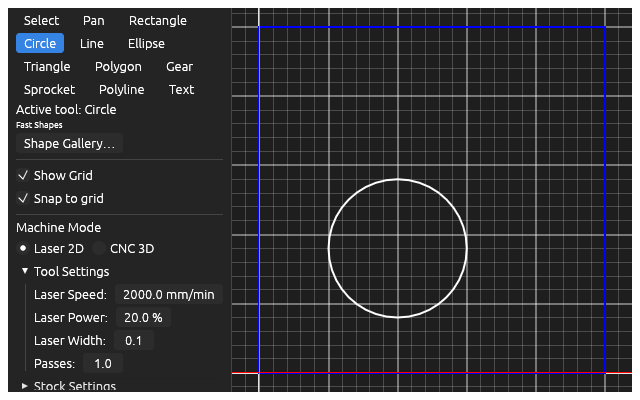 Select Pan Rectangle
Circle Line Ellipse
Triangle Polygon Gear
Sprocket Polyline Text
Active tool: Circle
Fast Shapes
Shape Gallery...
Show Grid
Snap to grid
Machine Mode
Laser 2D CNC 3D
Tool Settings
Laser Speed: 2000.0 mm/min
Laser Power: 20.0 %
Laser Width: 0.1
Passes: 1.0
Stock Settings